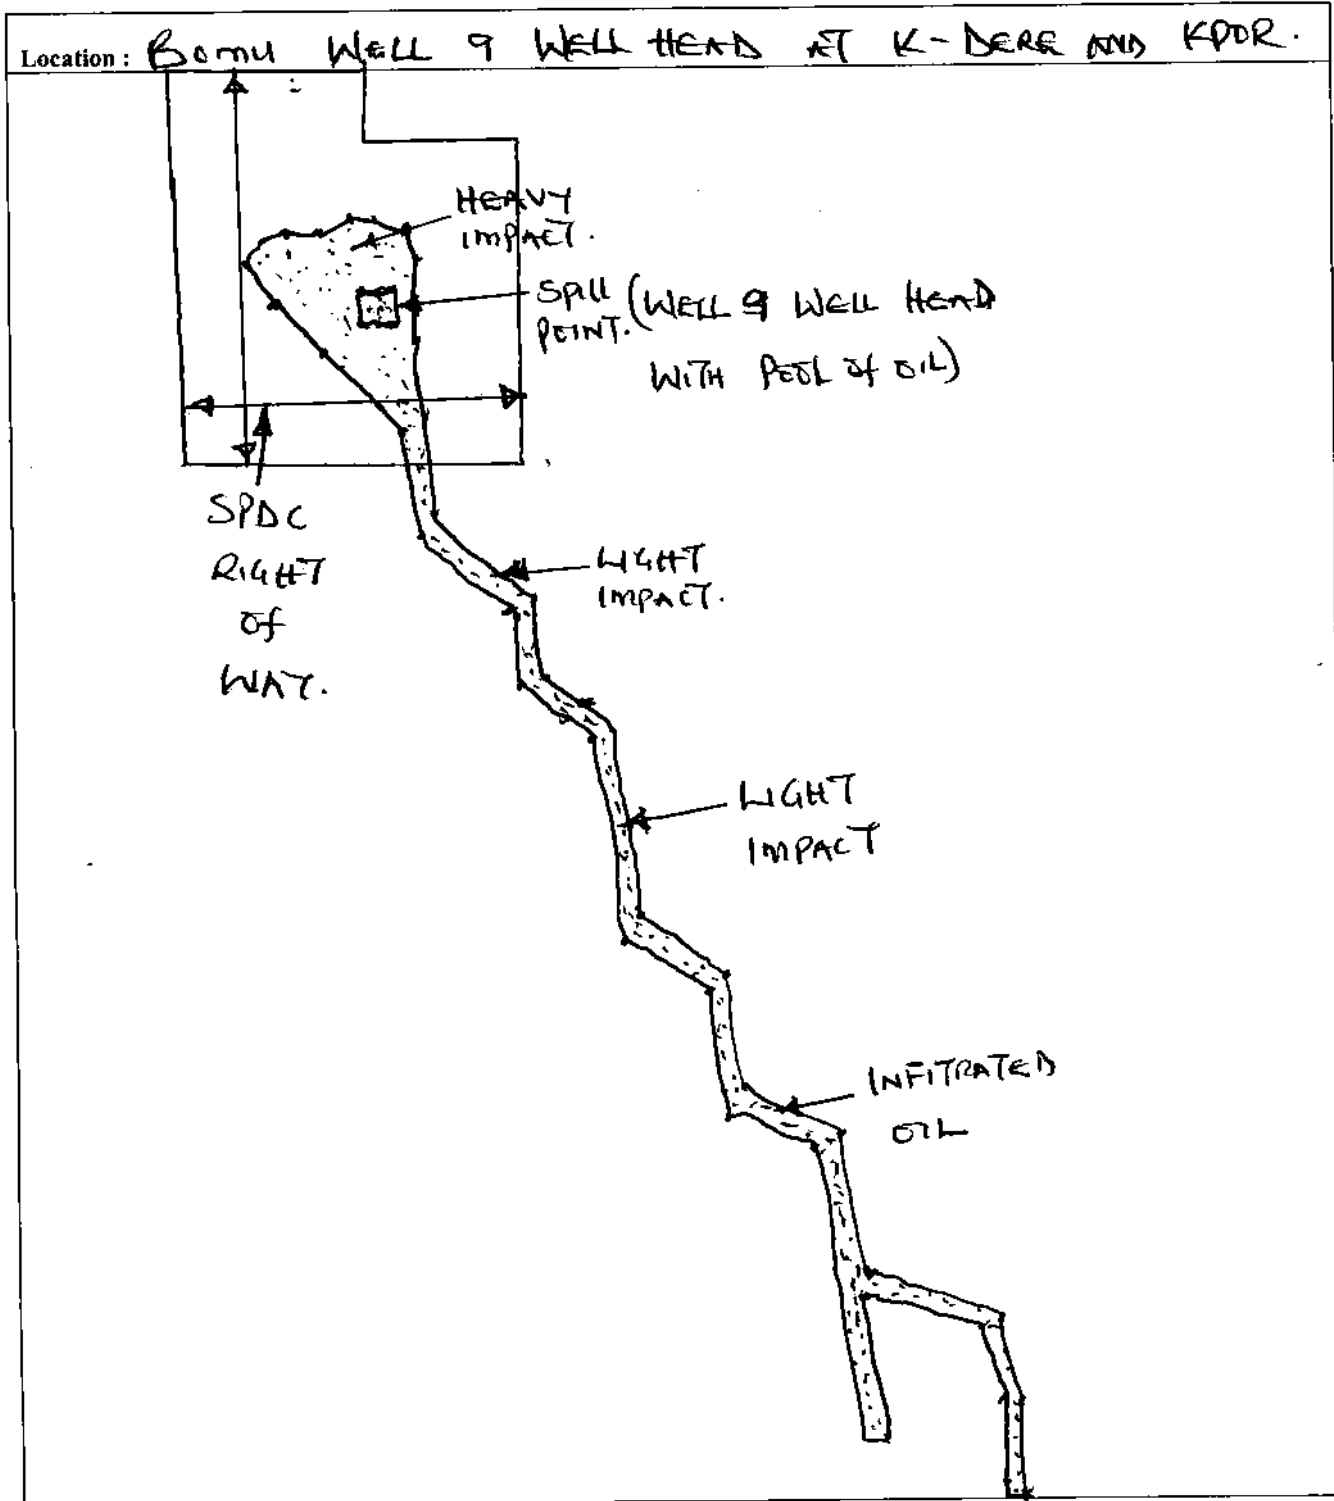 Location : Bomu WELL 9 WELL HEAD AT K-DERE AND KPOR.
HEAVY
IMPACT.
SPILL
POINT.
(WELL 9 WELL HEAD
WITH POOL OF OIL)
SPDC
RIGHT
OF
WAY.
LIGHT
IMPACT.
LIGHT
IMPACT
INFITRATED
OIL